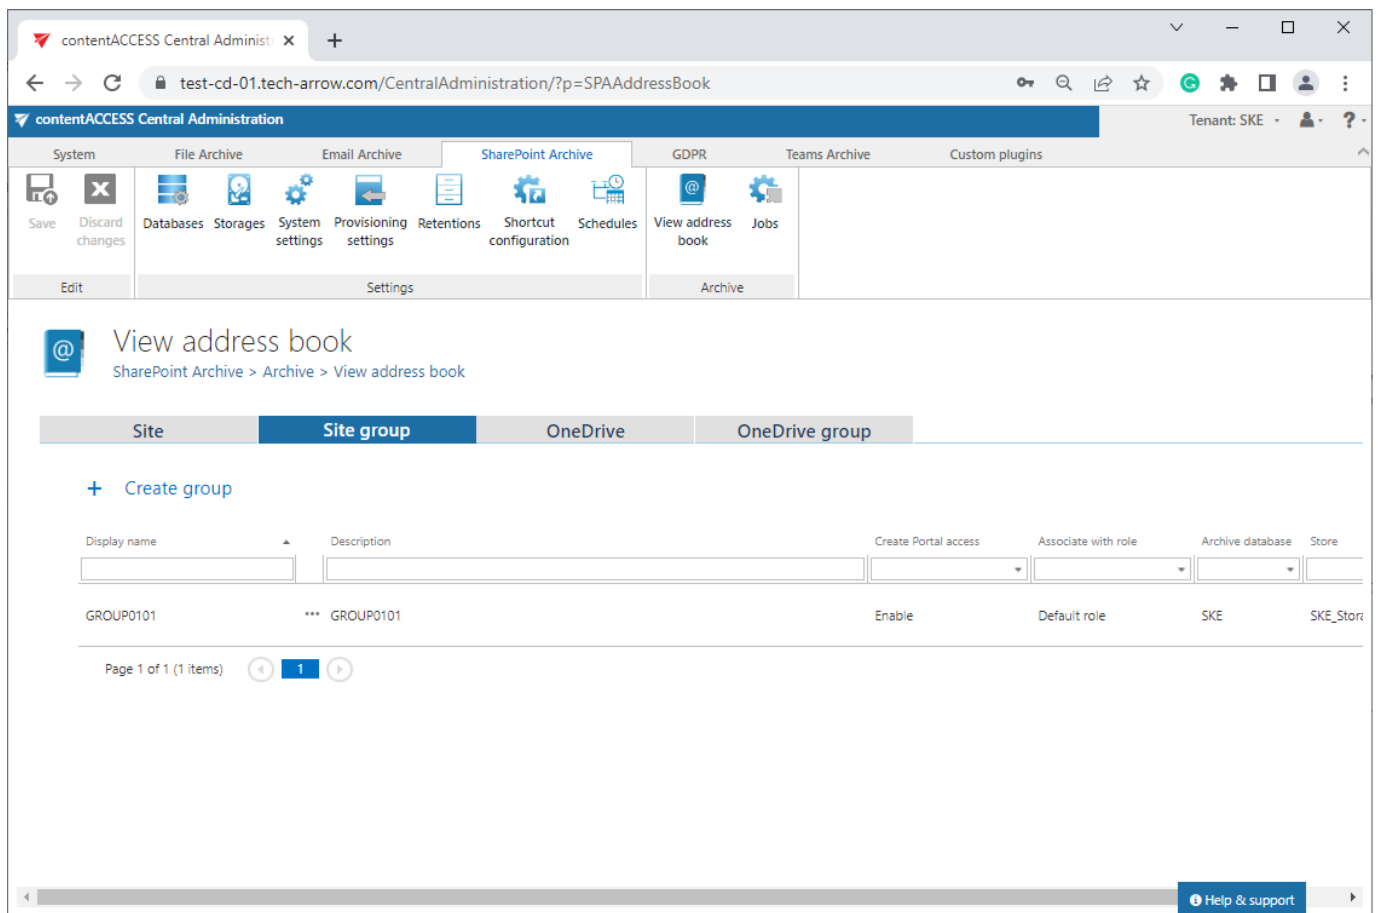 contentACCESS Central Administ
test-cd-01.tech-arrow.com/CentralAdministration/?p=SPAAddressBook
contentACCESS Central Administration
Tenant: SKE
?
System File Archive Email Archive SharePoint Archive GDPR Teams Archive Custom plugins
Save Discard changes Databases Storages System settings Provisioning settings Retentions Shortcut configuration Schedules View address book Jobs
Edit Settings Archive
View address book
SharePoint Archive > Archive > View address book
Site Site group OneDrive OneDrive group
+ Create group
Display name Description Create Portal access Associate with role Archive database Store
GROUP0101 ••• GROUP0101 Enable Default role SKE SKE_Stora
Page 1 of 1 (1 items) 1
Help & support